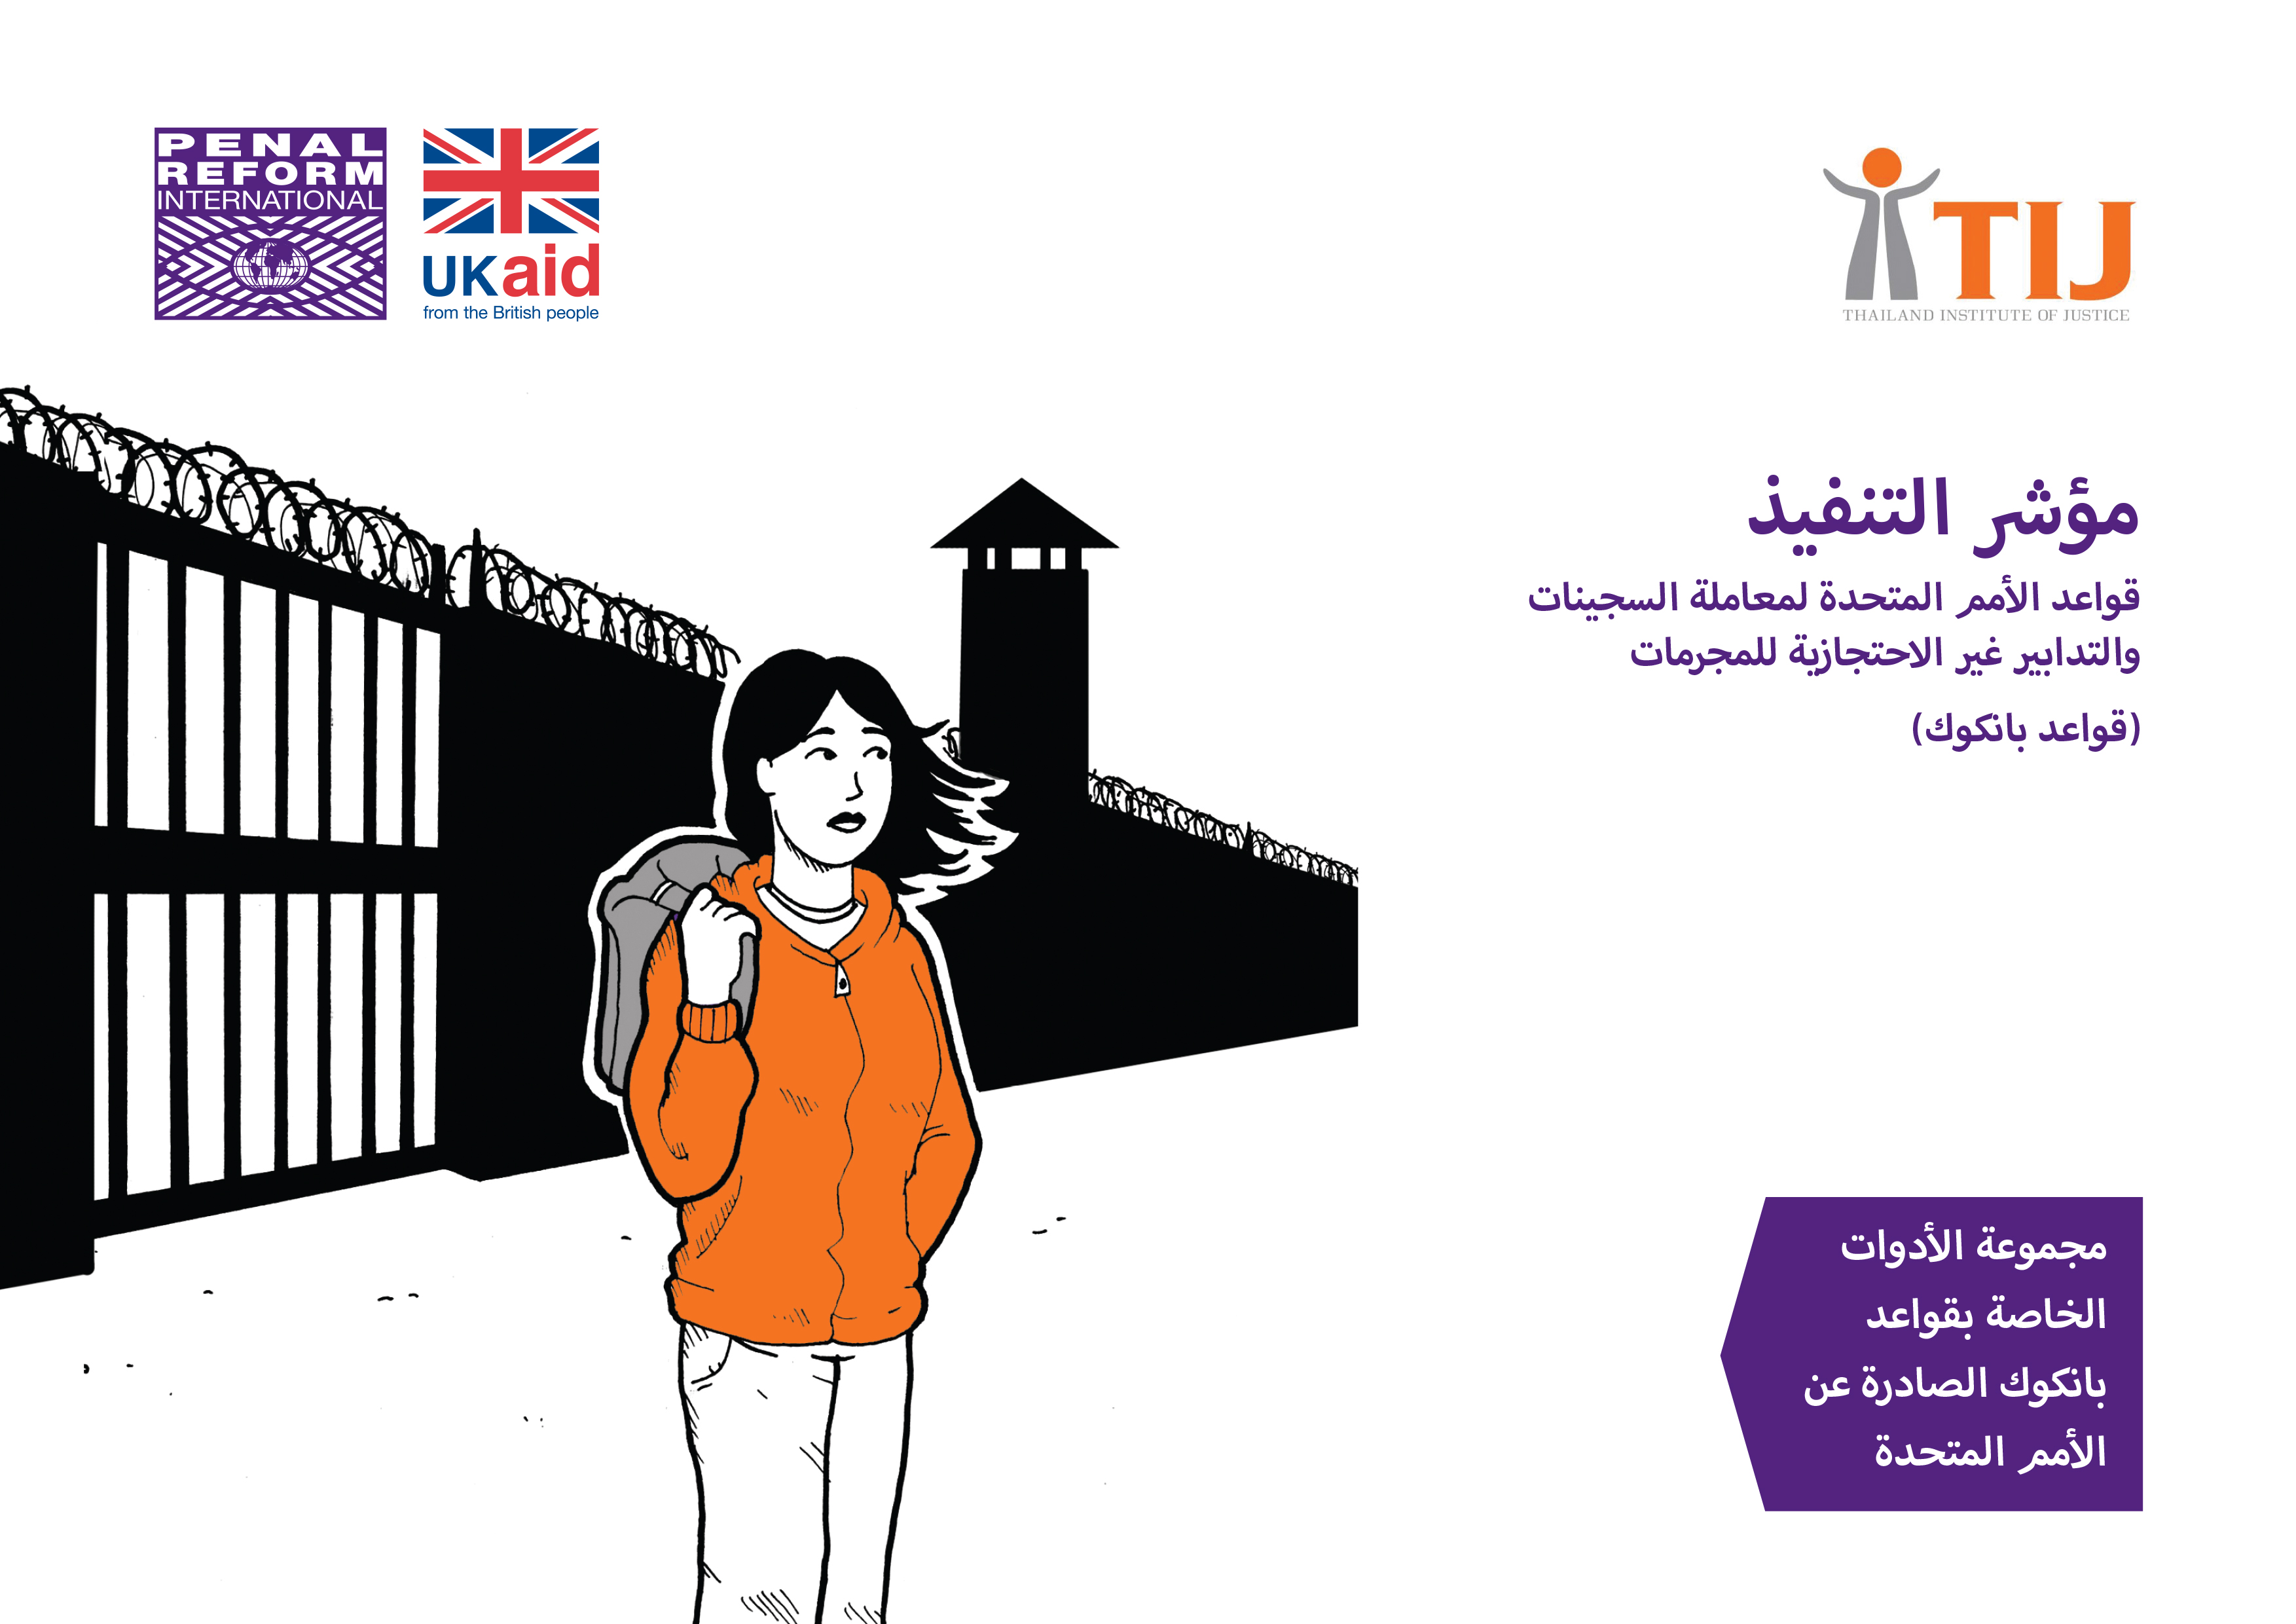 PENAL
REFORM
INTERNATIONAL
UKaid
from the British people
TIJ
THAILAND INSTITUTE OF JUSTICE
مؤشر التنفيذ
قواعد الأمم المتحدة لمعاملة السجينات
والتدابير غير الاحتجازية للمجرمات
(قواعد بانكوك)
مجموعة الأدوات
الخاصة بقواعد
بانكوك الصادرة عن
الأمم المتحدة